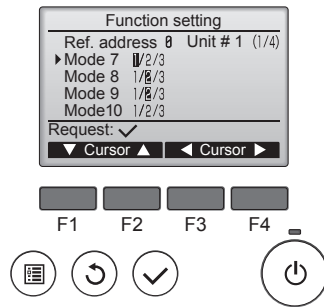 Function setting
Ref. address 0 Unit # 1 (1/4)
Mode 7 1/2/3
Mode 8 1/2/3
Mode 9 1/2/3
Mode10 1/2/3
Request: ✓
▼ Cursor ▲ ◀ Cursor ▶
F1 F2 F3 F4